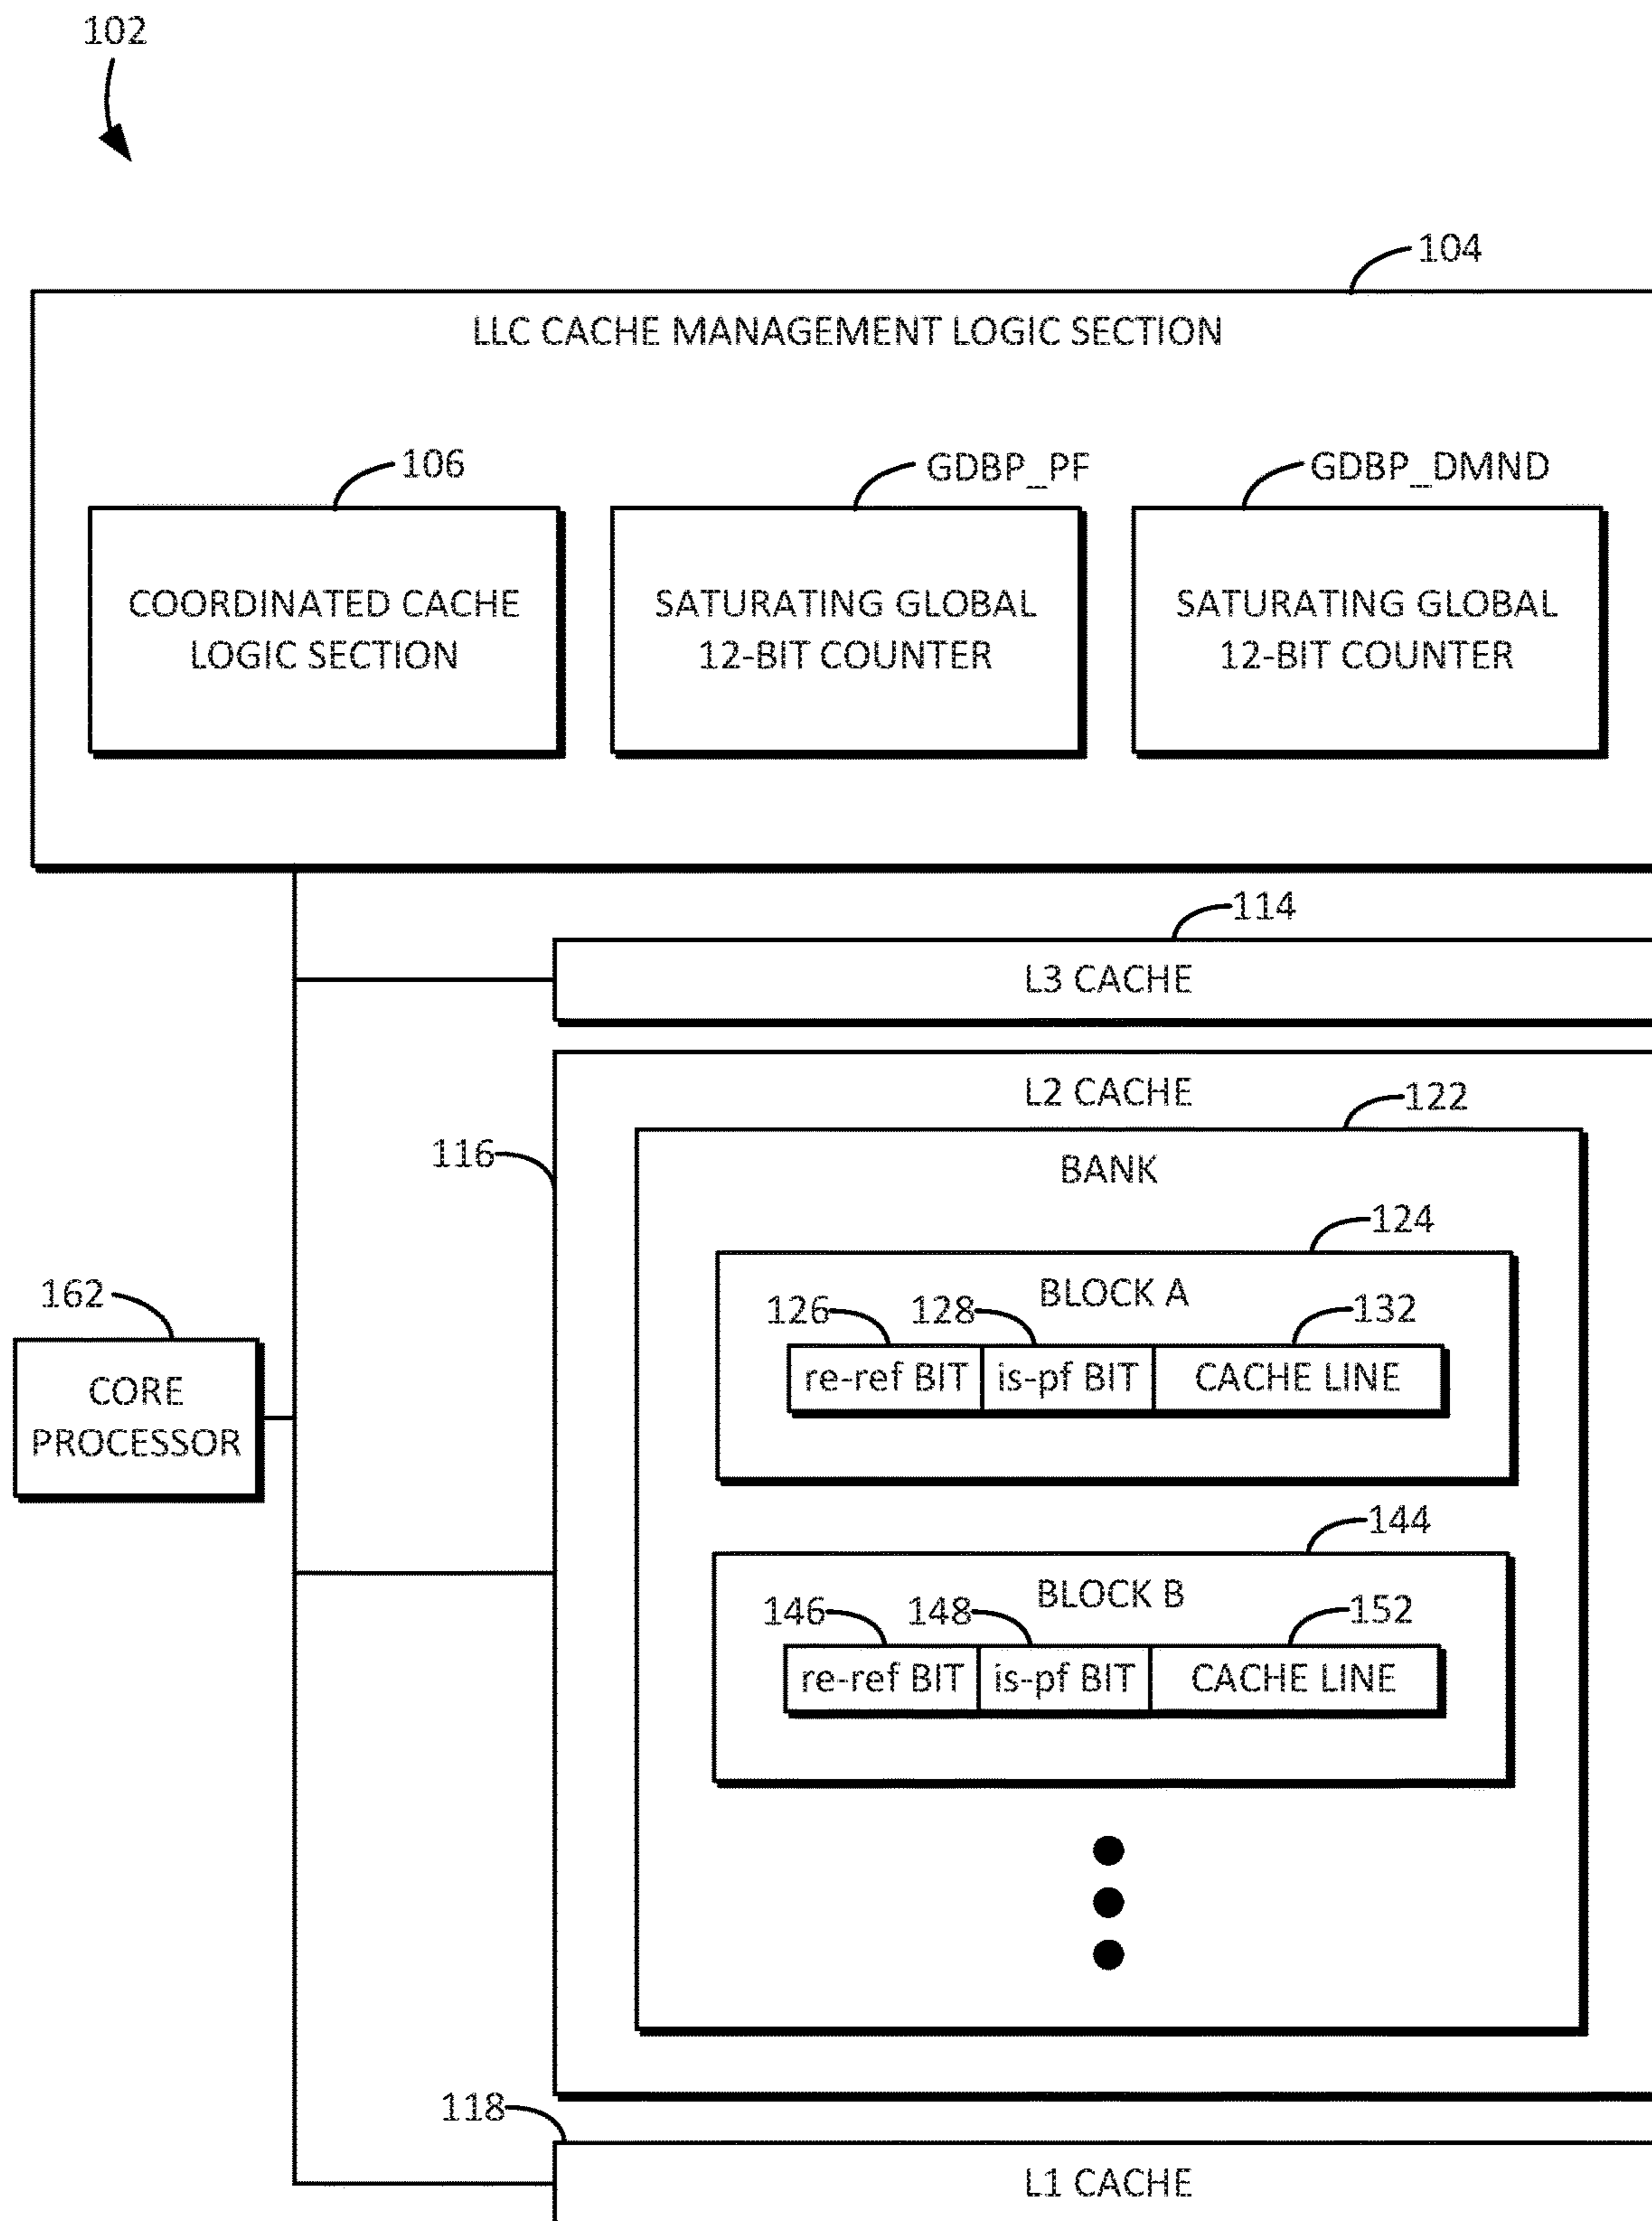 102
104
LLC CACHE MANAGEMENT LOGIC SECTION
106
GDBP_PF
GDBP_DMND
COORDINATED CACHE
LOGIC SECTION
SATURATING GLOBAL
12-BIT COUNTER
SATURATING GLOBAL
12-BIT COUNTER
114
L3 CACHE
L2 CACHE
122
116
BANK
124
BLOCK A
126
128
132
re-ref BIT
is-pf BIT
CACHE LINE
162
CORE
PROCESSOR
144
BLOCK B
146
148
152
re-ref BIT
is-pf BIT
CACHE LINE
118
L1 CACHE